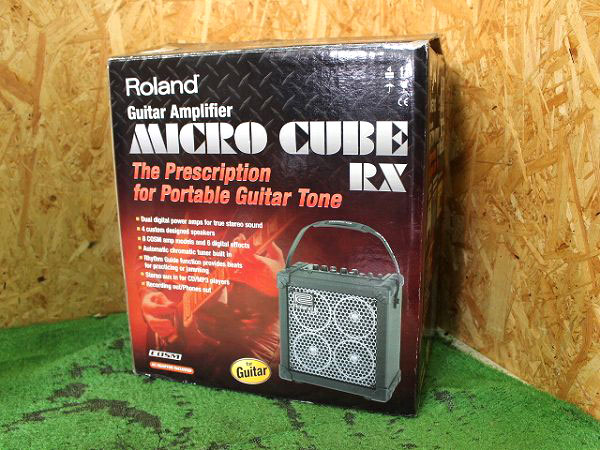 Roland
Guitar Amplifier
MICRO CUBE
RX
The Prescription
for Portable Guitar Tone
Dual digital power amps for true stereo sound
4 custom designed speakers
8 COSM amp models and 6 digital effects
Automatic chromatic tuner built in
Rhythm Guide function provides beats
for practicing or jamming
Stereo aux in for CD/MP3 players
Recording out/Phones out
COSM
for
Guitar
Roland